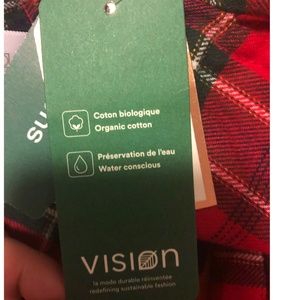 Coton biologique
Organic cotton
Préservation de l'eau
Water conscious
VISION
la mode durable réinventée
redefining sustainable fashion